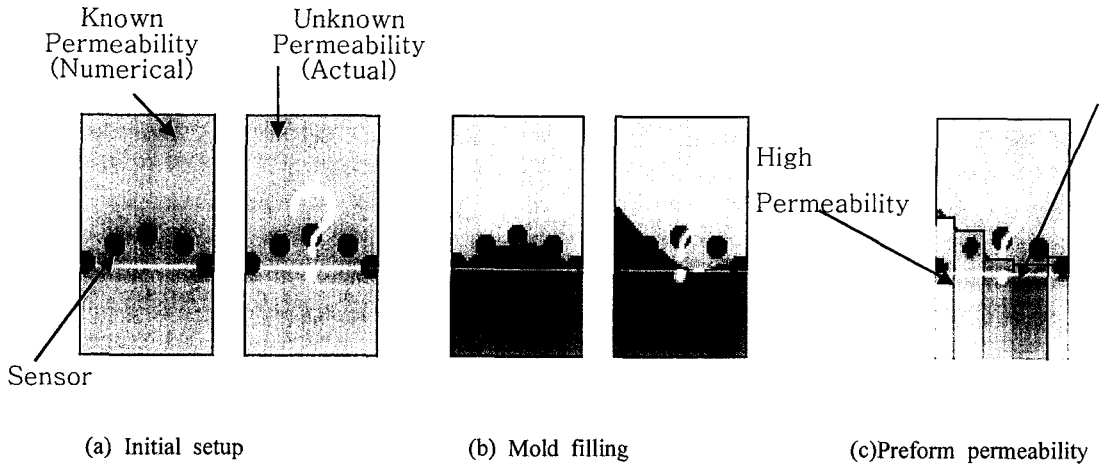 Known
Permeability
(Numerical)
Unknown
Permeability
(Actual)
Sensor
?
High
Permeability
(a) Initial setup
(b) Mold filling
(c)Preform permeability